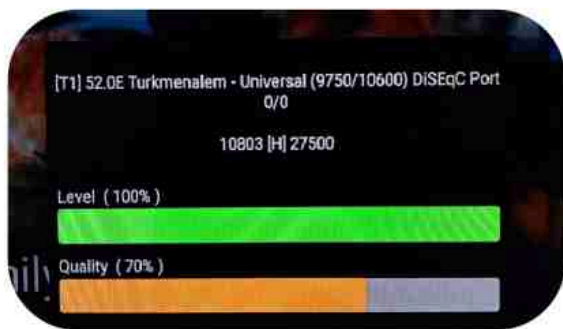 [T1] 52.0E Turkmenalem - Universal (9750/10600) DiSEqC Port
0/0
10803 [H] 27500
Level ( 100% )
Quality ( 70% )